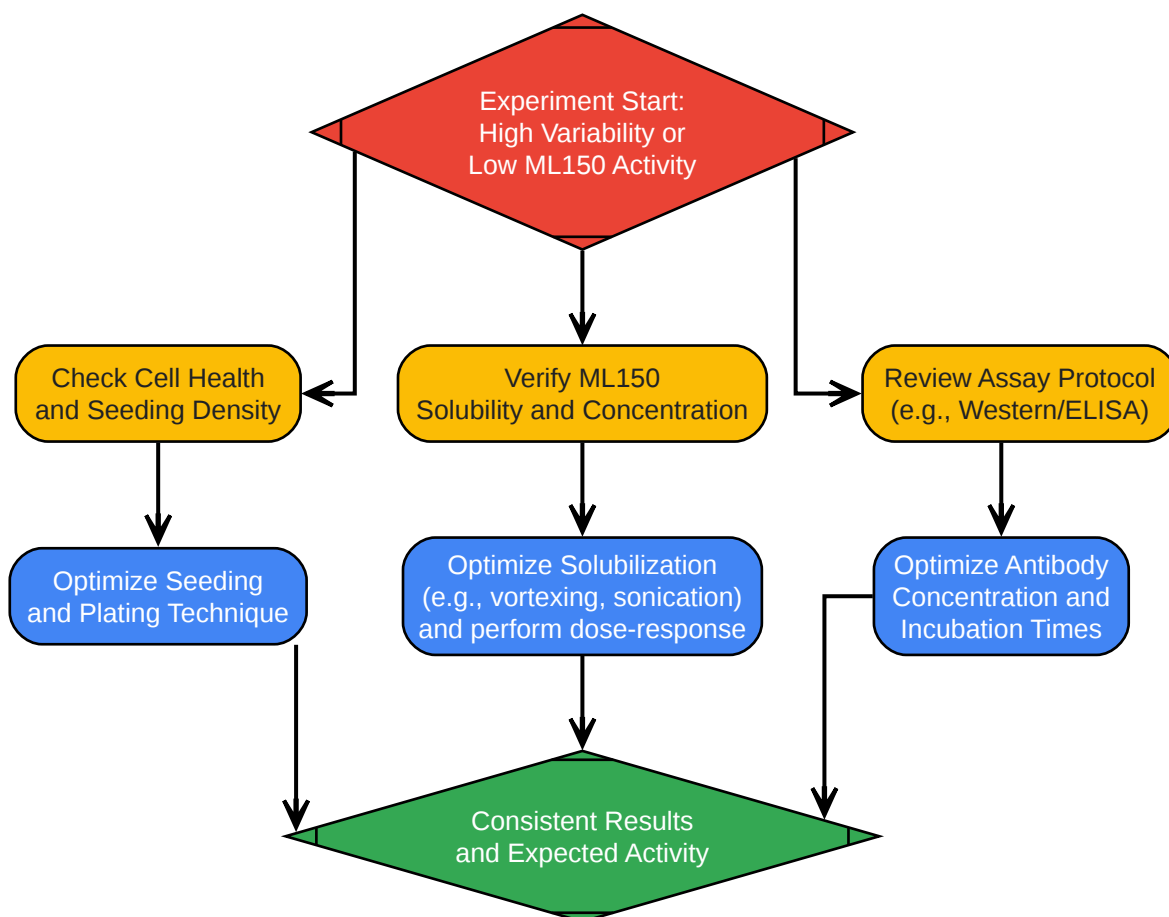 Experiment Start:
High Variability or
Low ML150 Activity
Check Cell Health
and Seeding Density
Verify ML150
Solubility and Concentration
Review Assay Protocol
(e.g., Western/ELISA)
Optimize Seeding
and Plating Technique
Optimize Solubilization
(e.g., vortexing, sonication)
and perform dose-response
Optimize Antibody
Concentration and
Incubation Times
Consistent Results
and Expected Activity